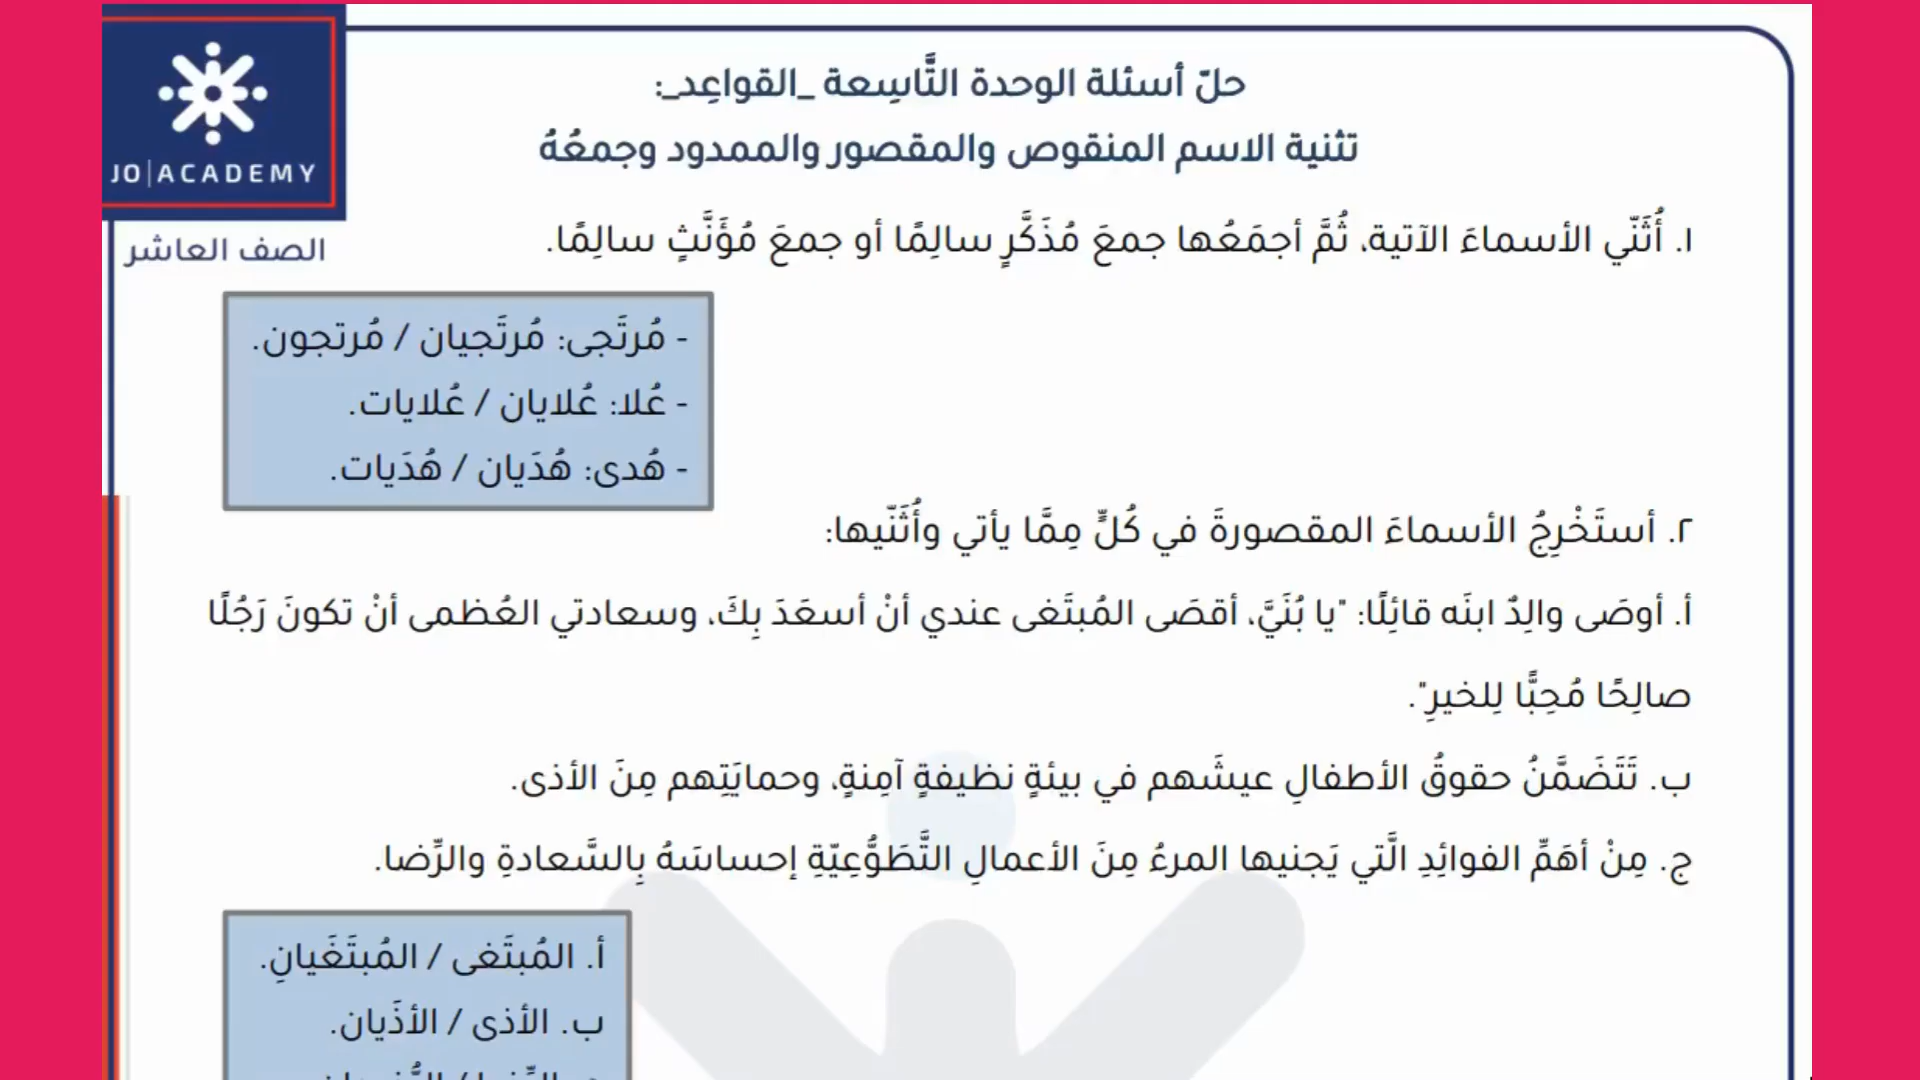 JO|ACADEMY
الصف العاشر
حلّ أسئلة الوحدة التَّاسِعة _القواعِد_:
تثنية الاسم المنقوص والمقصور والممدود وجمعُهُ
١. أُثَنّي الأسماءَ الآتية، ثُمَّ أجمَعُها جمعَ مُذَكَّرٍ سالِمًا أو جمعَ مُؤَنَّثٍ سالِمًا.
- مُرتَجى: مُرتَجيان / مُرتجون.
- عُلا: عُلايان / عُلايات.
- هُدى: هُدَيان / هُدَيات.
٢. أستَخْرِجُ الأسماءَ المقصورةَ في كُلٍّ مِمَّا يأتي وأُثَنّيها:
أ. أوصَى والِدٌ ابنَه قائِلًا: "يا بُنَيَّ، أقصَى المُبتَغى عندي أنْ أسعَدَ بِكَ، وسعادتي العُظمى أنْ تكونَ رَجُلًا
صالِحًا مُحِبًّا لِلخيرِ".
ب. تَتَضَمَّنُ حقوقُ الأطفالِ عيشَهم في بيئةٍ نظيفةٍ آمِنةٍ، وحمايَتِهم مِنَ الأذى.
ج. مِنْ أهَمِّ الفوائِدِ الَّتي يَجنيها المرءُ مِنَ الأعمالِ التَّطَوُّعِيّةِ إحساسَهُ بِالسَّعادةِ والرِّضا.
أ. المُبتَغى / المُبتَغَيانِ.
ب. الأذى / الأذَيان.